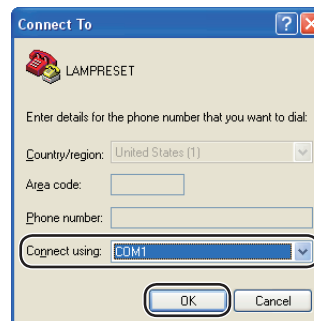 Connect To
LAMPRESET
Enter details for the phone number that you want to dial:
Country/region: United States (1)
Area code:
Phone number:
Connect using: COM1
OK Cancel